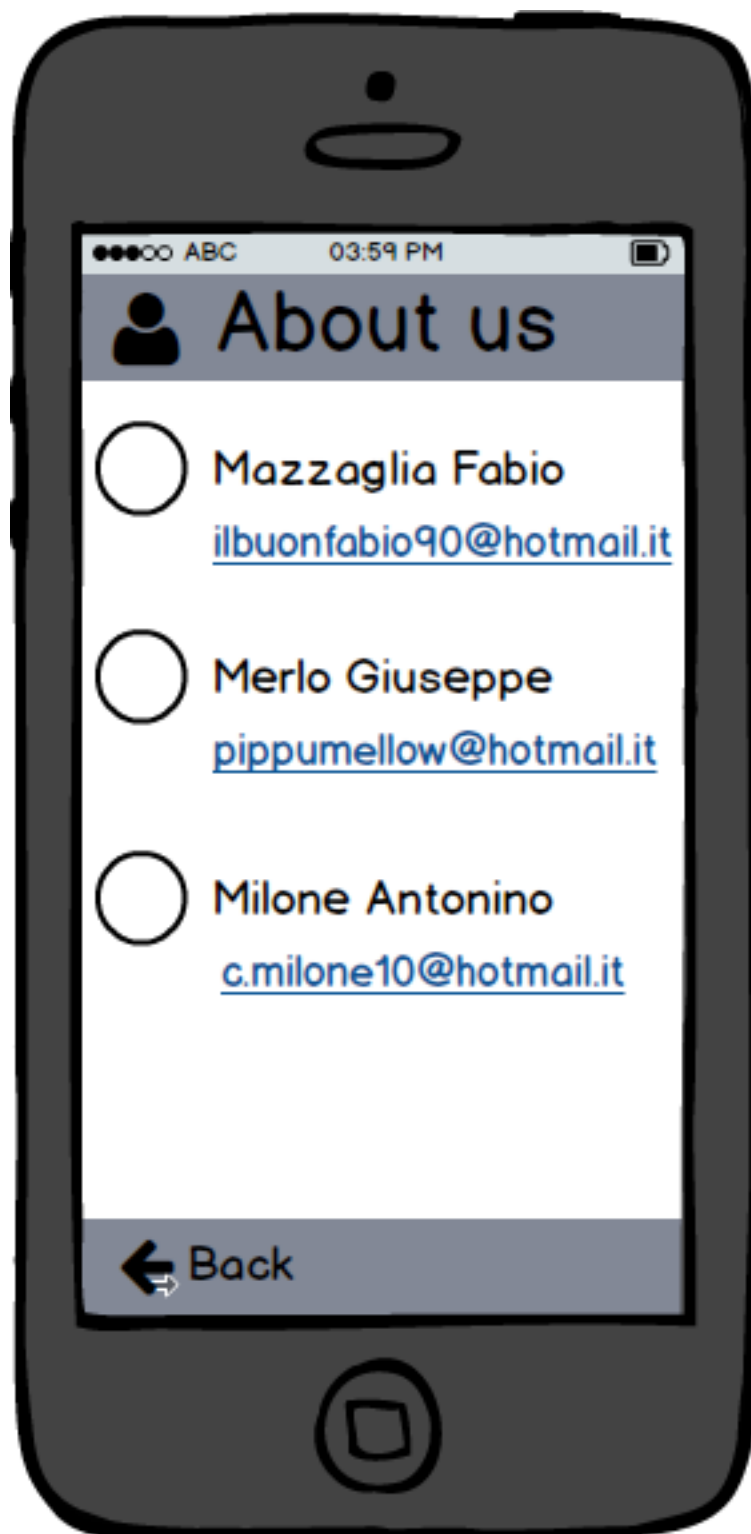 ABC 03:59 PM
About us
Mazzaglia Fabio
ilbuonfabio90@hotmail.it
Merlo Giuseppe
pippumellow@hotmail.it
Milone Antonino
c.milone10@hotmail.it
Back